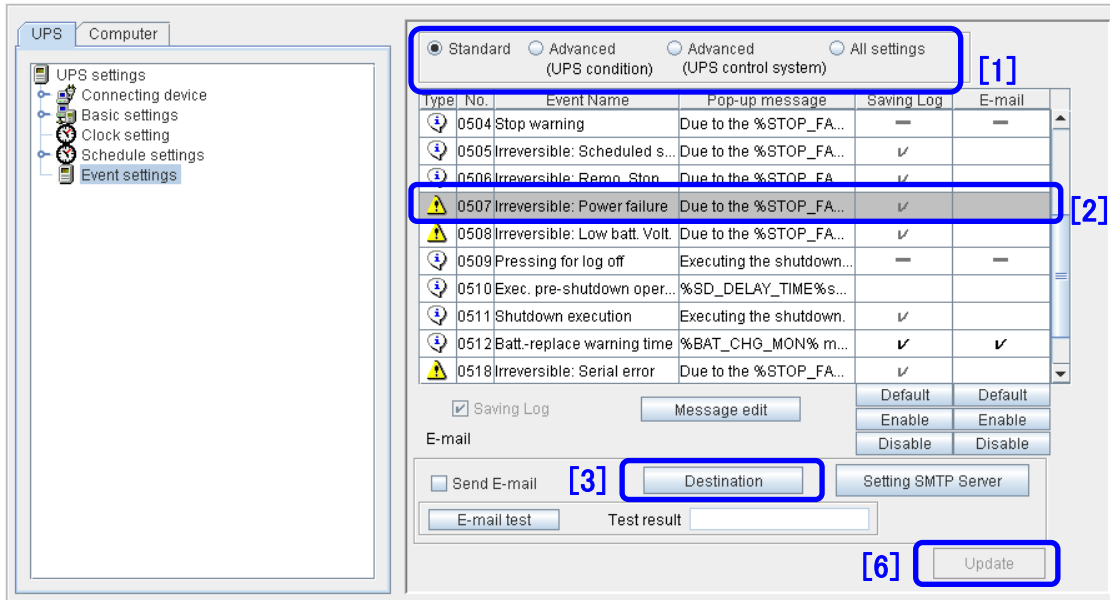 UPS Computer
UPS settings
Connecting device
Basic settings
Clock setting
Schedule settings
Event settings
Standard Advanced Advanced All settings
(UPS condition) (UPS control system)
[1]
Type No. Event Name Pop-up message Saving Log E-mail
0504 Stop warning Due to the %STOP_FA...
0505 Irreversible: Scheduled s... Due to the %STOP_FA...
0506 Irreversible: Remo. Stop Due to the %STOP_FA...
0507 Irreversible: Power failure Due to the %STOP_FA...
[2]
0508 Irreversible: Low batt. Volt. Due to the %STOP_FA...
0509 Pressing for log off Executing the shutdown...
0510 Exec. pre-shutdown oper... %SD_DELAY_TIME%s...
0511 Shutdown execution Executing the shutdown.
0512 Batt.-replace warning time %BAT_CHG_MON% m...
0518 Irreversible: Serial error Due to the %STOP_FA...
Default Default
Saving Log Message edit
Enable Enable
E-mail
Disable Disable
Send E-mail [3] Destination Setting SMTP Server
E-mail test Test result
[6] Update